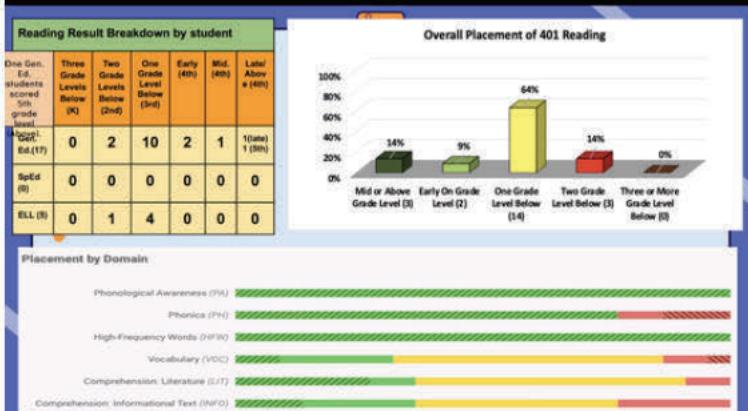 Reading Result Breakdown by student
One Gen.
Ed.
students
scored
5th
grade
level
(above).
Three
Grade
Levels
Below
(K)
Two
Grade
Levels
Below
(2nd)
One
Grade
Level
Below
(3rd)
Early
(4th)
Mid.
(4th)
Late/
Abov
e (4th)
Gen.
Ed.(17)
0
2
10
2
1
1(late)
1 (5th)
SpEd
(0)
0
0
0
0
0
0
ELL (5)
0
1
4
0
0
0
Overall Placement of 401 Reading
100%
80%
60%
40%
20%
0%
14%
9%
64%
14%
0%
Mid or Above
Grade Level (3)
Early On Grade
Level (2)
One Grade
Level Below
(14)
Two Grade
Level Below (3)
Three or More
Grade Level
Below (0)
Placement by Domain
Phonological Awareness (PA)
Phonics (PH)
High-Frequency Words (HFW)
Vocabulary (VOC)
Comprehension: Literature (LIT)
Comprehension: Informational Text (INFO)